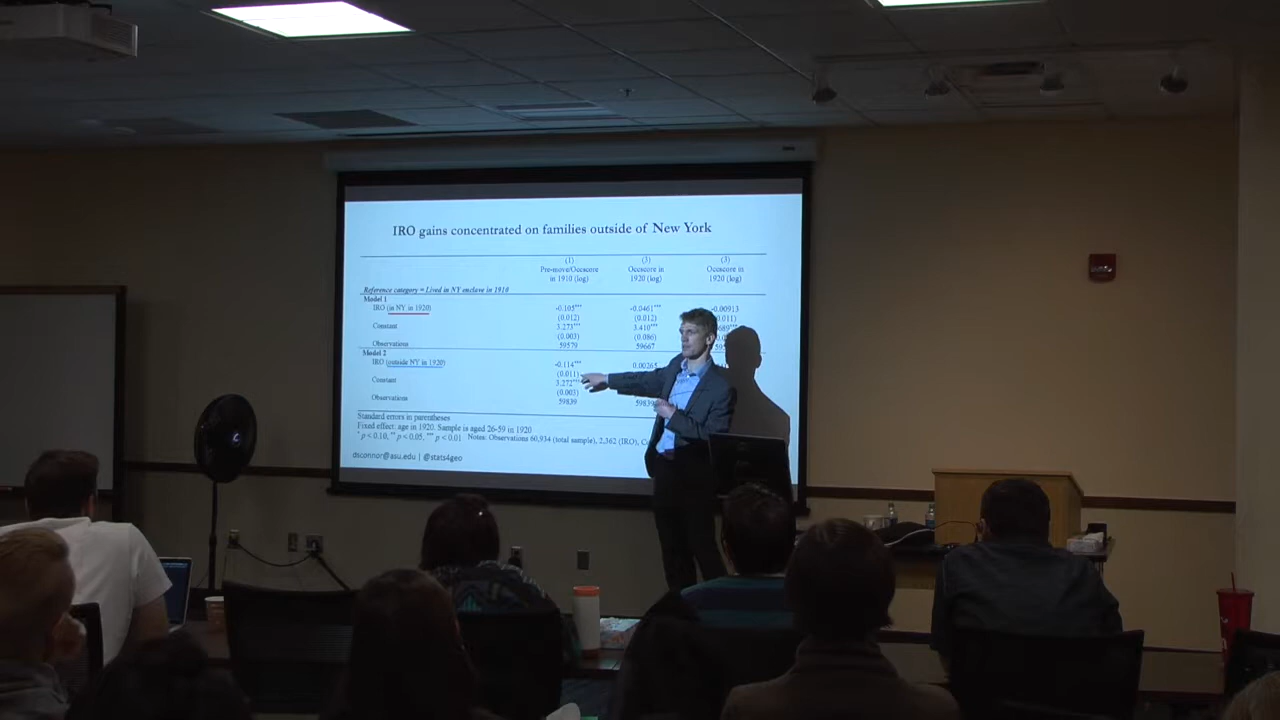 IRO gains concentrated on families outside of New York
(1) (3) (3)
Pre-move/Occscore Occscore in Occscore in
in 1910 (log) 1920 (log) 1920 (log)
Reference category = Lived in NY enclave in 1910
Model 1
IRO (in NY in 1920) -0.105*** -0.0461*** -0.00913
(0.012) (0.012) (0.011)
Constant 3.273*** 3.410***
(0.003) (0.086)
Observations 59579 59667
Model 2
IRO (outside NY in 1920) -0.114*** 0.00265
(0.011)
Constant 3.272***
(0.003)
Observations 59839 59839
Standard errors in parentheses
Fixed effect: age in 1920. Sample is aged 26-59 in 1920
* p < 0.10, ** p < 0.05, *** p < 0.01 Notes: Observations 60,934 (total sample), 2,362 (IRO),
dsconnor@asu.edu | @stats4geo